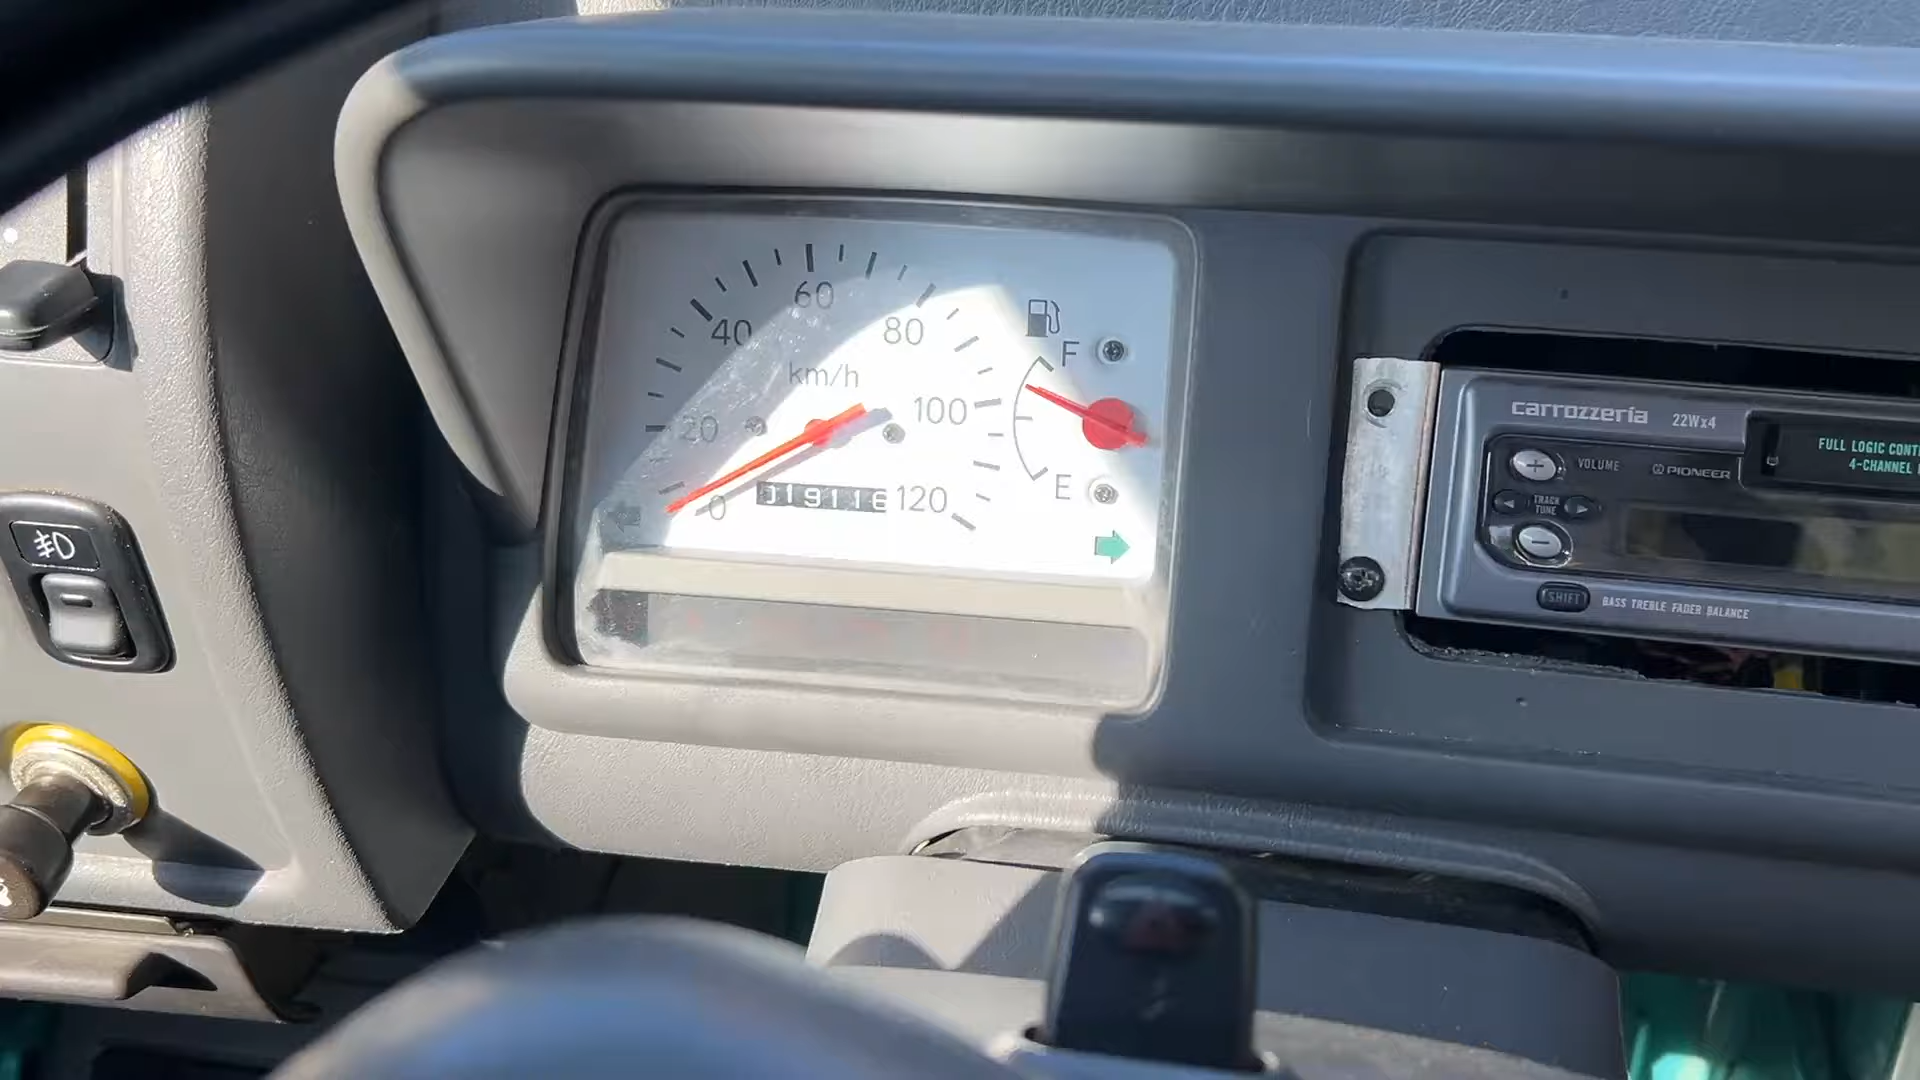 60
40
80
km/h
20
100
0
019116
120
F
E
carrozzeria
22Wx4
FULL LOGIC
4-CHANNEL
VOLUME
PIONEER
TRACK
TUNE
SHIFT
BASS TREBLE FADER BALANCE